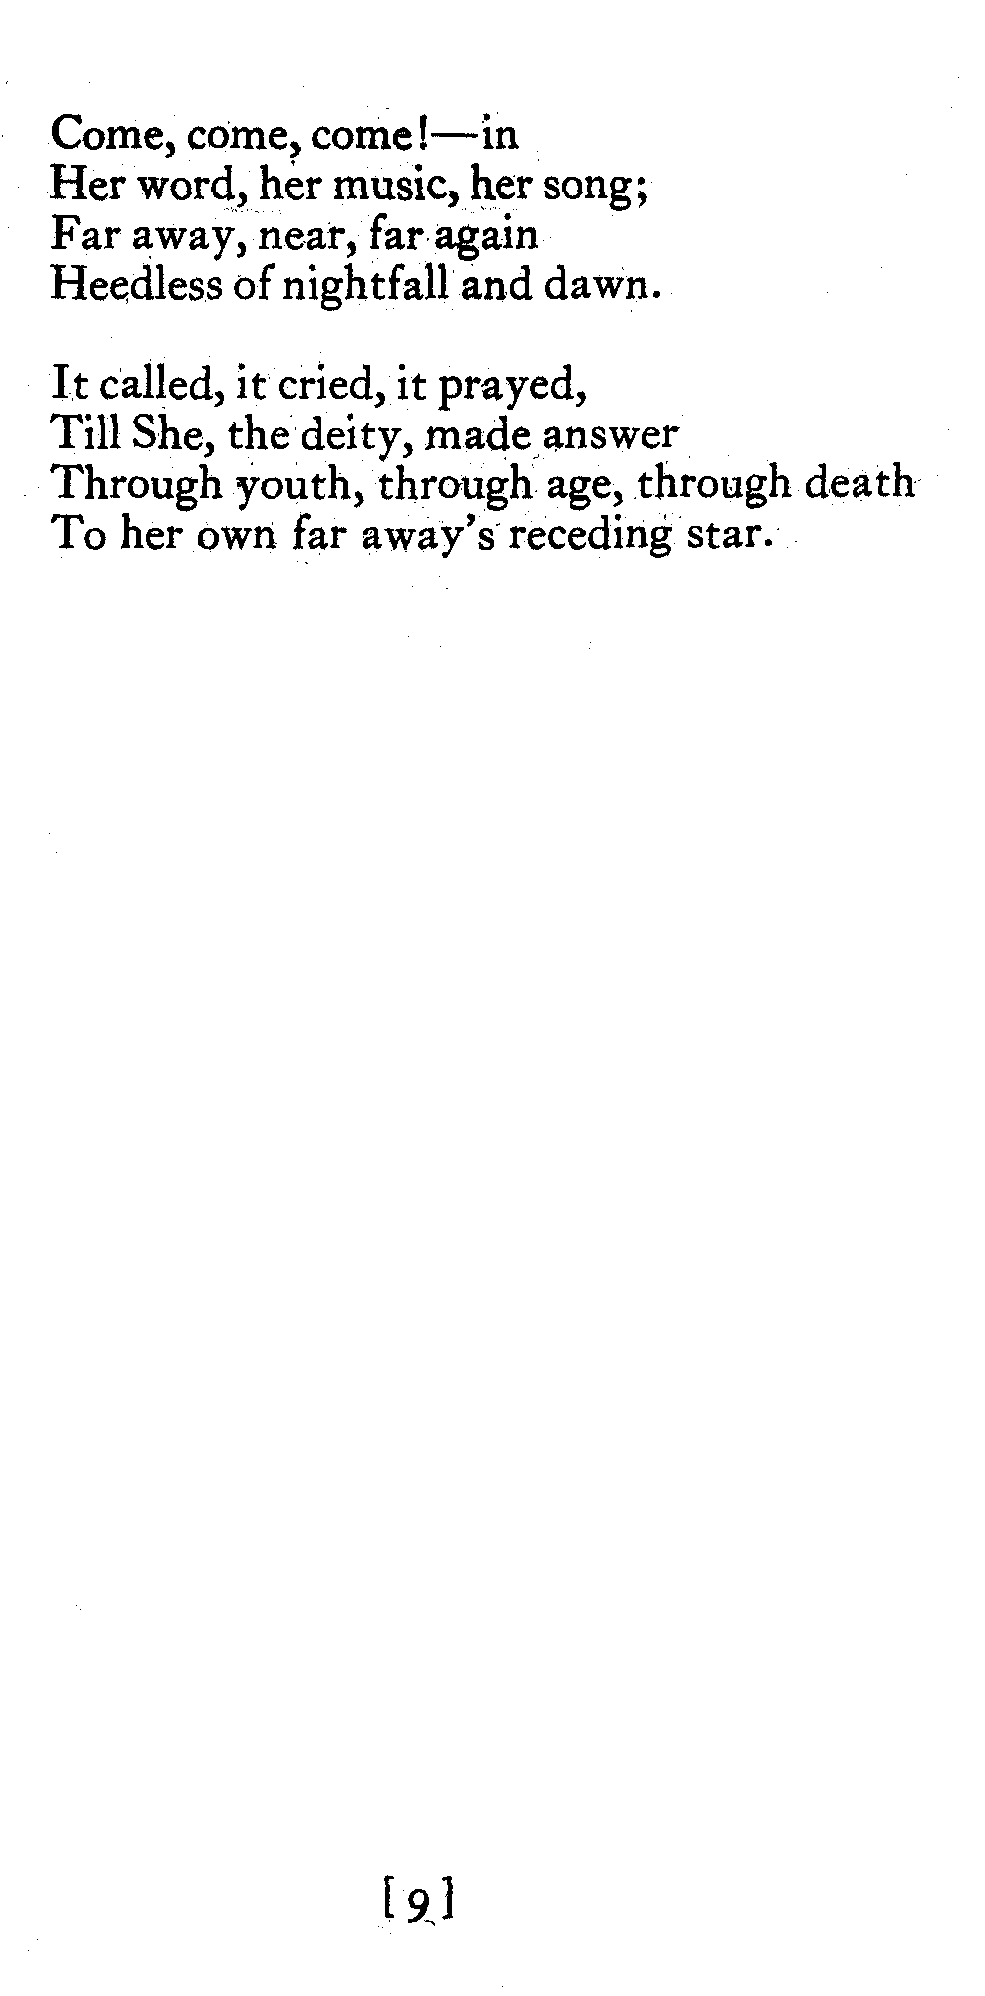 Come, come, come!—in
Her word, her music, her song;
Far away, near, far again
Heedless of nightfall and dawn.

It called, it cried, it prayed,
Till She, the deity, made answer
Through youth, through age, through death
To her own far away's receding star.

[9]